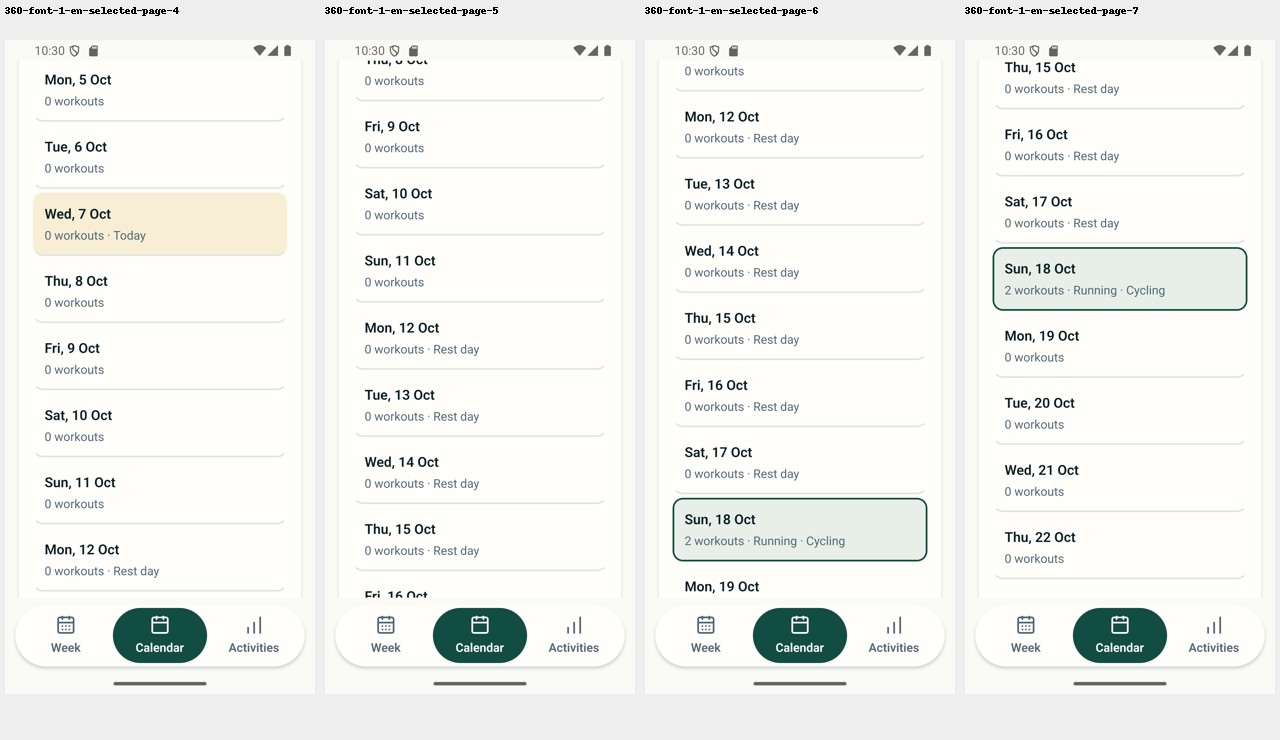 360-font-1-en-selected-page-4
10:30
Mon, 5 Oct
0 workouts
Tue, 6 Oct
0 workouts
Wed, 7 Oct
0 workouts · Today
Thu, 8 Oct
0 workouts
Fri, 9 Oct
0 workouts
Sat, 10 Oct
0 workouts
Sun, 11 Oct
0 workouts
Mon, 12 Oct
0 workouts · Rest day
Week
Calendar
Activities
360-font-1-en-selected-page-5
10:30
Thu, 8 Oct
0 workouts
Fri, 9 Oct
0 workouts
Sat, 10 Oct
0 workouts
Sun, 11 Oct
0 workouts
Mon, 12 Oct
0 workouts · Rest day
Tue, 13 Oct
0 workouts · Rest day
Wed, 14 Oct
0 workouts · Rest day
Thu, 15 Oct
0 workouts · Rest day
Fri, 16 Oct
Week
Calendar
Activities
360-font-1-en-selected-page-6
10:30
0 workouts
Mon, 12 Oct
0 workouts · Rest day
Tue, 13 Oct
0 workouts · Rest day
Wed, 14 Oct
0 workouts · Rest day
Thu, 15 Oct
0 workouts · Rest day
Fri, 16 Oct
0 workouts · Rest day
Sat, 17 Oct
0 workouts · Rest day
Sun, 18 Oct
2 workouts · Running · Cycling
Mon, 19 Oct
Week
Calendar
Activities
360-font-1-en-selected-page-7
10:30
Thu, 15 Oct
0 workouts · Rest day
Fri, 16 Oct
0 workouts · Rest day
Sat, 17 Oct
0 workouts · Rest day
Sun, 18 Oct
2 workouts · Running · Cycling
Mon, 19 Oct
0 workouts
Tue, 20 Oct
0 workouts
Wed, 21 Oct
0 workouts
Thu, 22 Oct
0 workouts
Week
Calendar
Activities